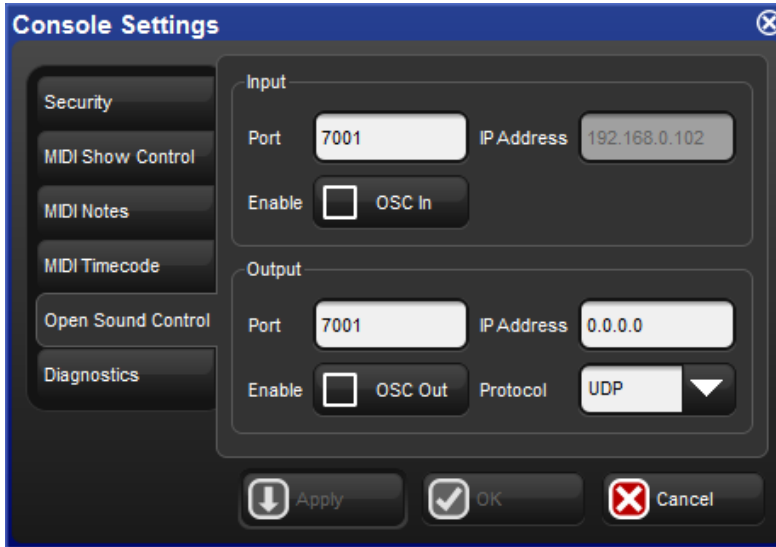 Console Settings
Security
MIDI Show Control
MIDI Notes
MIDI Timecode
Open Sound Control
Diagnostics
Input
Port 7001 IP Address 192.168.0.102
Enable OSC In
Output
Port 7001 IP Address 0.0.0.0
Enable OSC Out Protocol UDP
Apply OK Cancel